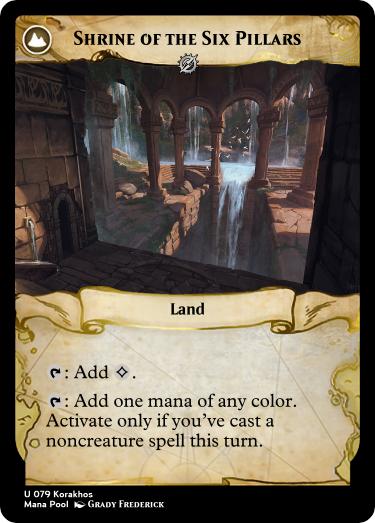 Shrine of the Six Pillars
Land
: Add .
: Add one mana of any color.
Activate only if you've cast a
noncreature spell this turn.
U 079 Korakhos
Mana Pool Grady Frederick